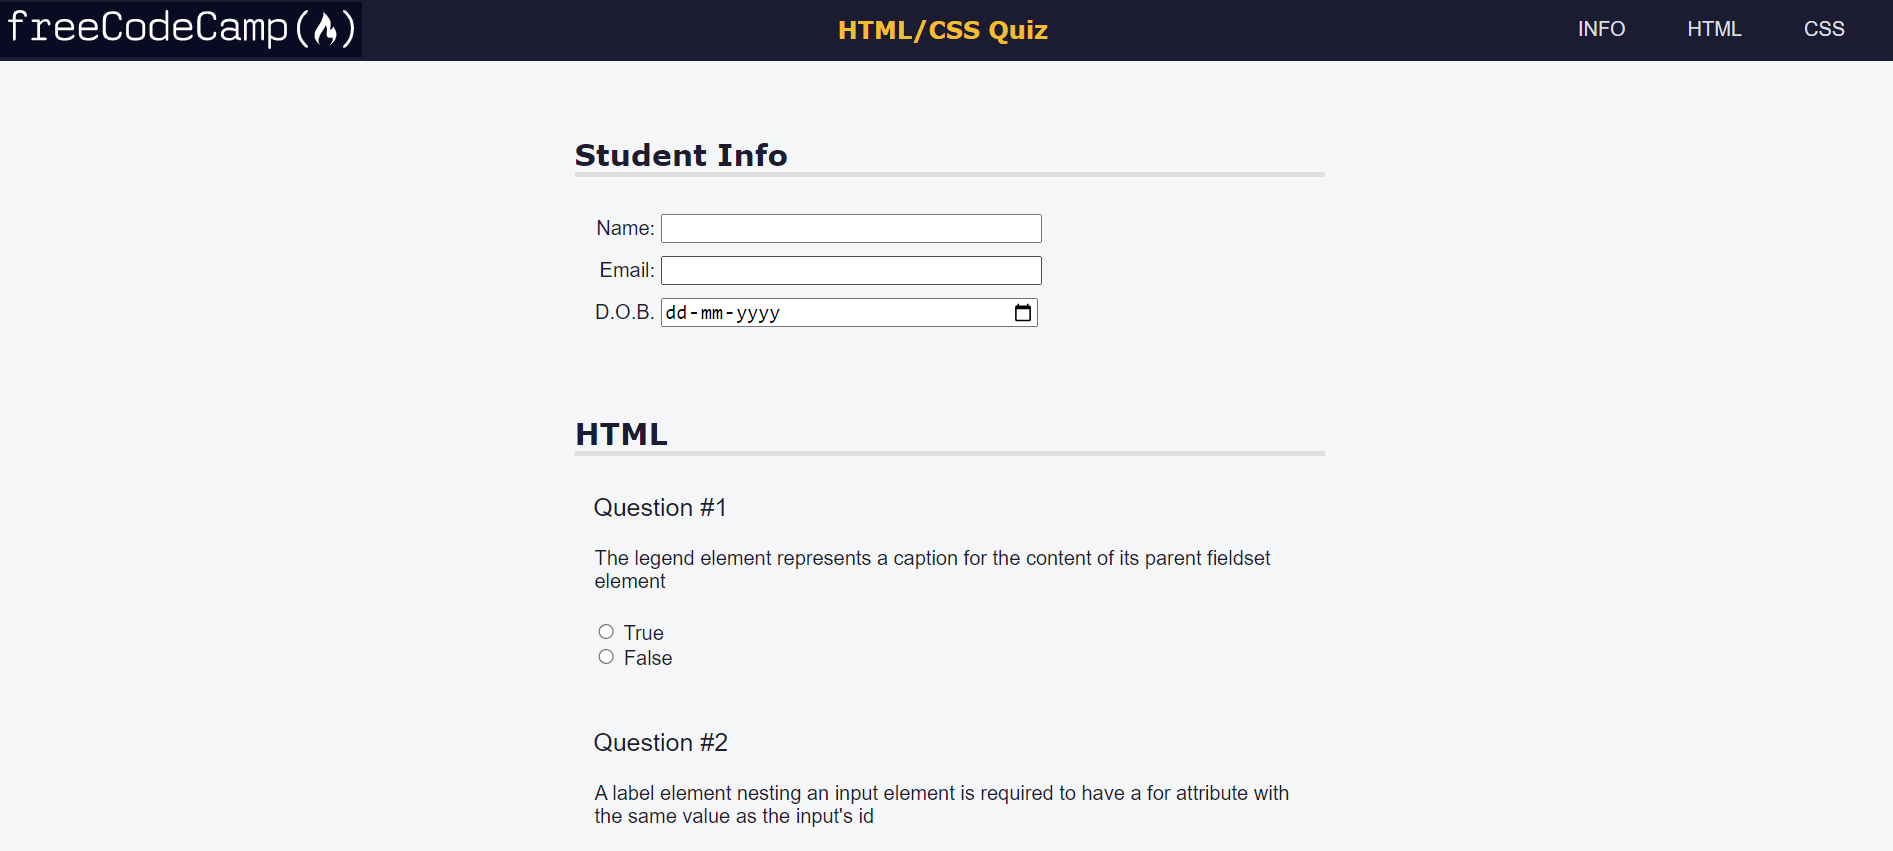 freeCodeCamp(🔥)
HTML/CSS Quiz
INFO
HTML
CSS
Student Info
Name:
Email:
D.O.B.
dd-mm-yyyy
HTML
Question #1
The legend element represents a caption for the content of its parent fieldset
element
True
False
Question #2
A label element nesting an input element is required to have a for attribute with
the same value as the input's id